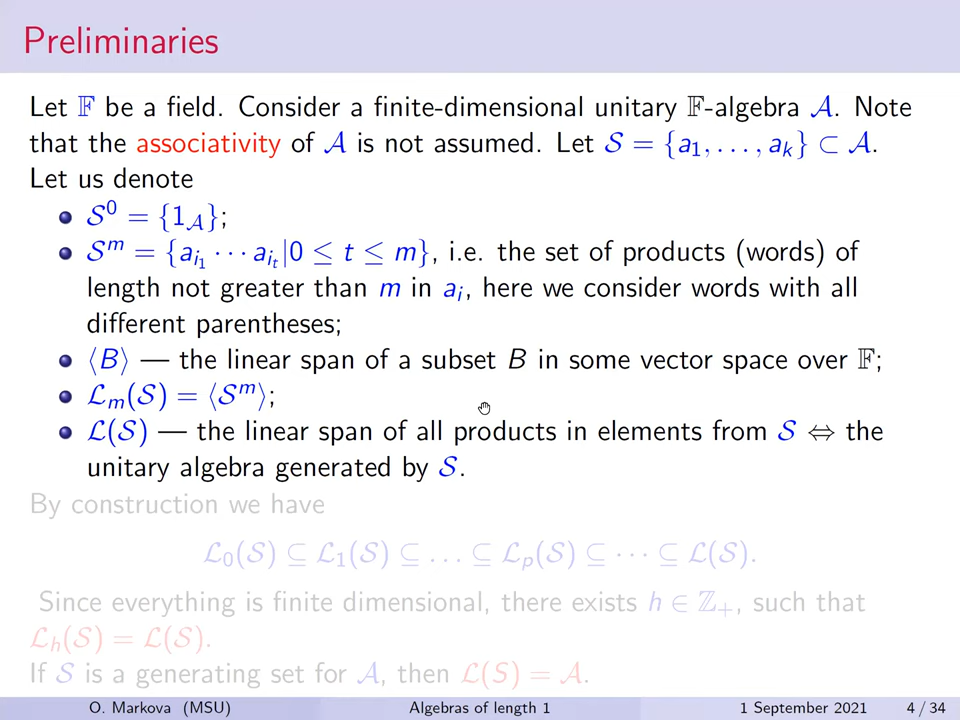 Preliminaries
Let 𝔽 be a field. Consider a finite-dimensional unitary 𝔽-algebra 𝒜. Note
that the associativity of 𝒜 is not assumed. Let 𝒮 = {a₁, . . . , aₖ} ⊂ 𝒜.
Let us denote
𝒮⁰ = {1_𝒜};
𝒮ᵐ = {a_{i₁} · · · a_{iₜ}|0 ≤ t ≤ m}, i.e. the set of products (words) of
length not greater than m in aᵢ, here we consider words with all
different parentheses;
⟨B⟩ — the linear span of a subset B in some vector space over 𝔽;
ℒₘ(𝒮) = ⟨𝒮ᵐ⟩;
ℒ(𝒮) — the linear span of all products in elements from 𝒮 ⇔ the
unitary algebra generated by 𝒮.
By construction we have
ℒ₀(𝒮) ⊆ ℒ₁(𝒮) ⊆ . . . ⊆ ℒₚ(𝒮) ⊆ · · · ⊆ ℒ(𝒮).
Since everything is finite dimensional, there exists h ∈ ℤ₊, such that
ℒₕ(𝒮) = ℒ(𝒮).
If 𝒮 is a generating set for 𝒜, then ℒ(S) = 𝒜.
O. Markova (MSU) Algebras of length 1 1 September 2021 4 / 34